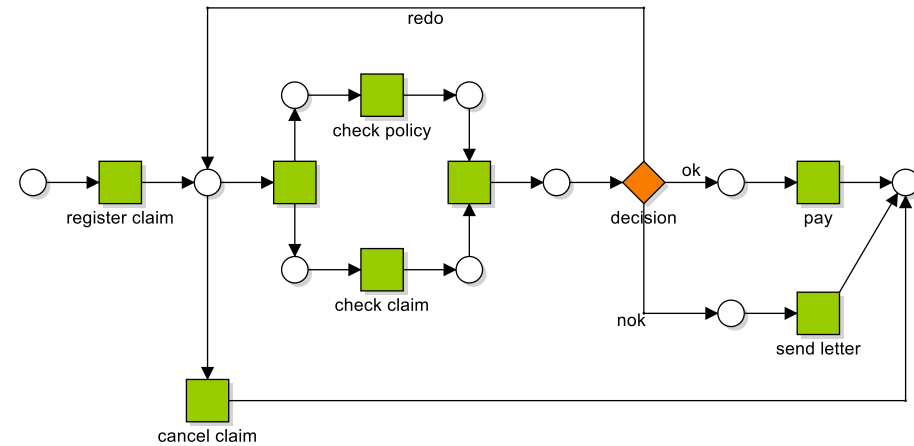 redo
check policy
ok
register claim
decision
pay
check claim
nok
send letter
cancel claim